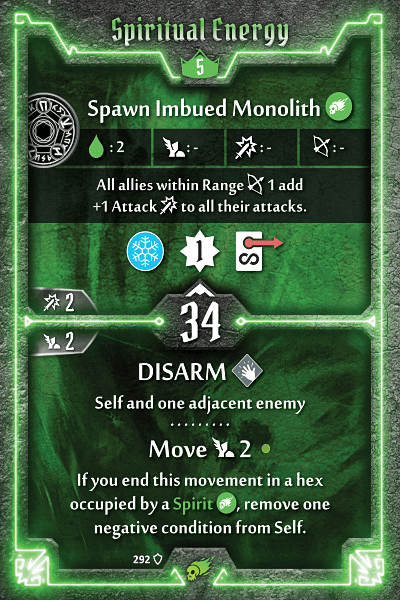 Spiritual Energy
5
Spawn Imbued Monolith
: 2 : - : - : -
All allies within Range 1 add
+1 Attack to all their attacks.
1 S
2
34
2
DISARM
Self and one adjacent enemy
.........
Move 2
If you end this movement in a hex
occupied by a Spirit , remove one
negative condition from Self.
292